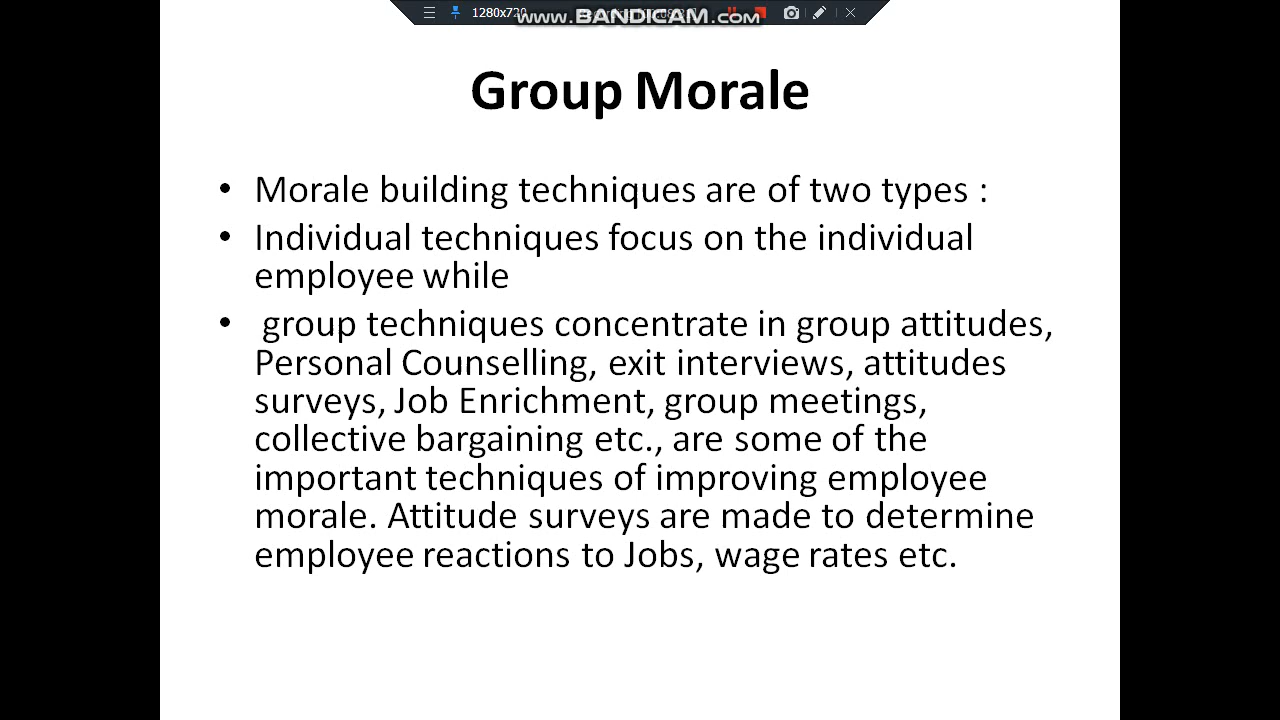 1280x720
www.BANDICAM.com
Group Morale
• Morale building techniques are of two types :
• Individual techniques focus on the individual
employee while
• group techniques concentrate in group attitudes,
Personal Counselling, exit interviews, attitudes
surveys, Job Enrichment, group meetings,
collective bargaining etc., are some of the
important techniques of improving employee
morale. Attitude surveys are made to determine
employee reactions to Jobs, wage rates etc.